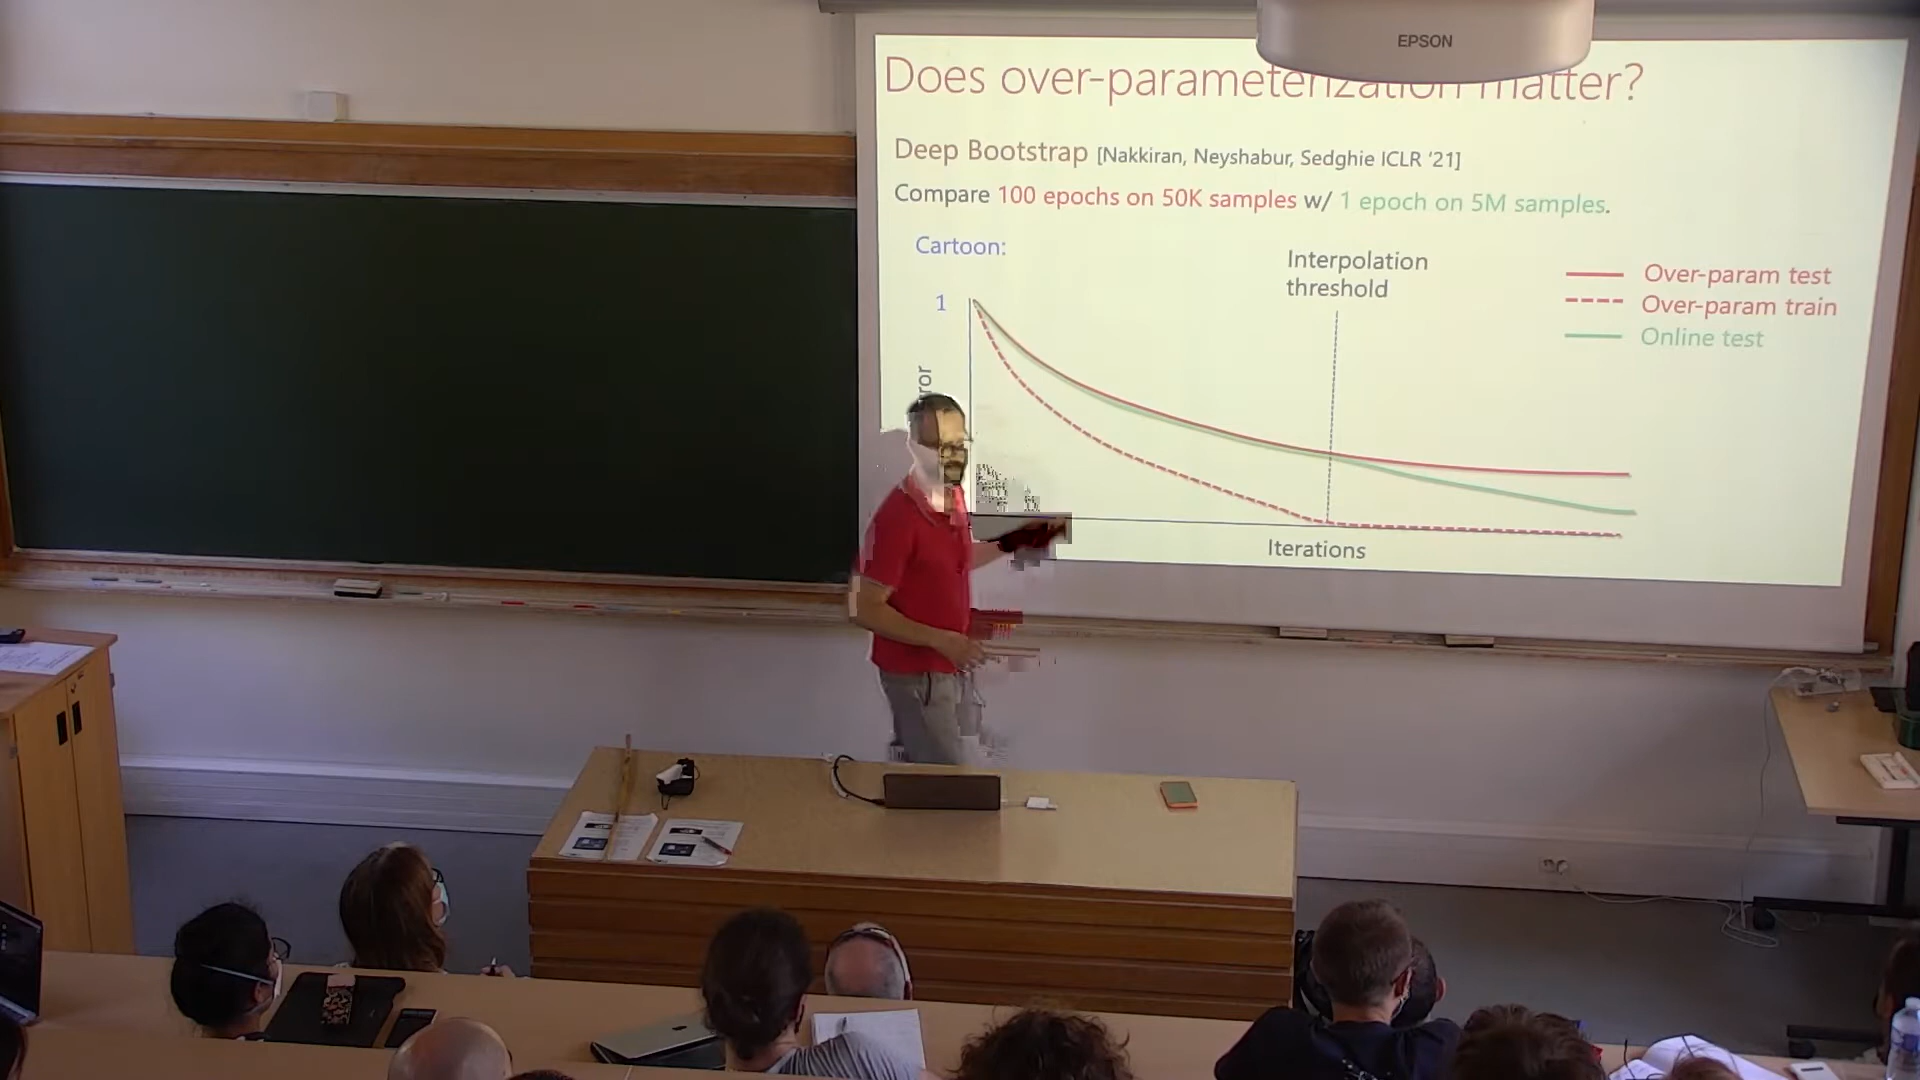 EPSON
Does over-parameterization matter?
Deep Bootstrap [Nakkiran, Neyshabur, Sedghie ICLR '21]
Compare 100 epochs on 50K samples w/ 1 epoch on 5M samples.
Cartoon:
Interpolation
threshold
Over-param test
Over-param train
Online test
1
Iterations